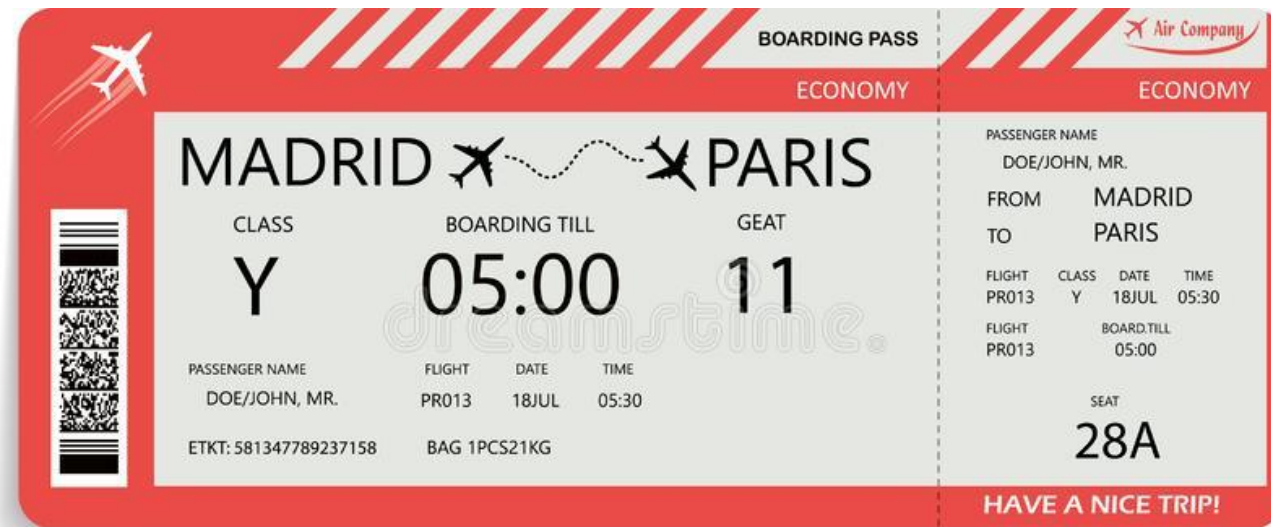 BOARDING PASS
ECONOMY
MADRID PARIS
CLASS BOARDING TILL GEAT
Y 05:00 11
PASSENGER NAME FLIGHT DATE TIME
DOE/JOHN, MR. PR013 18JUL 05:30
ETKT: 581347789237158 BAG 1PCS21KG
dreamstime.
Air Company
ECONOMY
PASSENGER NAME
DOE/JOHN, MR.
FROM MADRID
TO PARIS
FLIGHT CLASS DATE TIME
PR013 Y 18JUL 05:30
FLIGHT BOARD.TILL
PR013 05:00
SEAT
28A
HAVE A NICE TRIP!